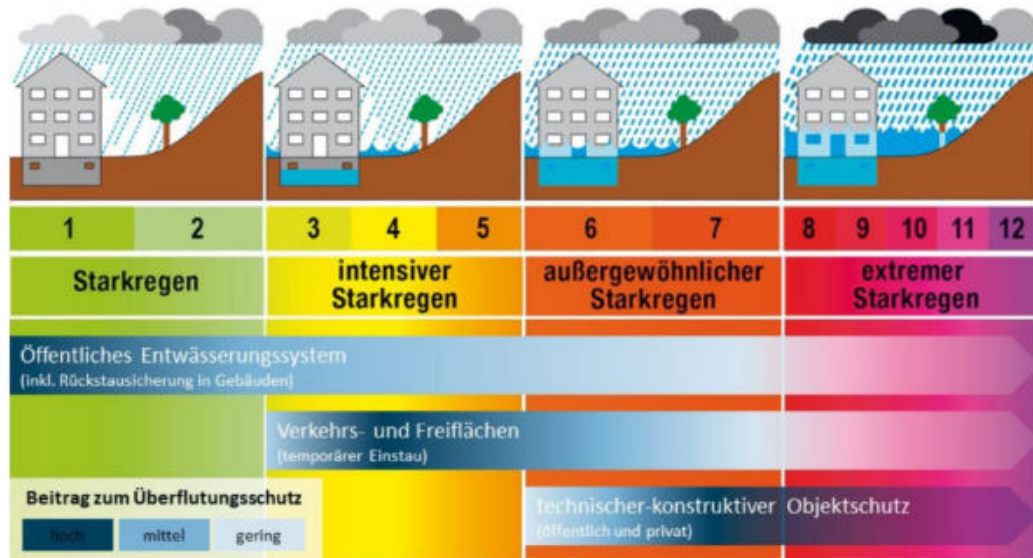 1 2 3 4 5 6 7 8 9 10 11 12
Starkregen
intensiver
Starkregen
außergewöhnlicher
Starkregen
extremer
Starkregen
Öffentliches Entwässerungssystem
(inkl. Rückstausicherung in Gebäuden)
Verkehrs- und Freiflächen
(temporärer Einstau)
Beitrag zum Überflutungsschutz
hoch mittel gering
technischer-konstruktiver Objektschutz
(öffentlich und privat)